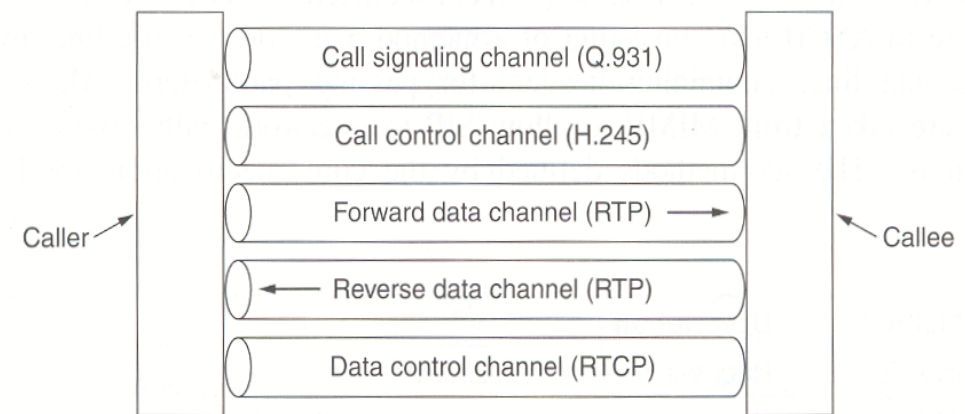 Call signaling channel (Q.931)
Call control channel (H.245)
Forward data channel (RTP)
Caller
Callee
Reverse data channel (RTP)
Data control channel (RTCP)